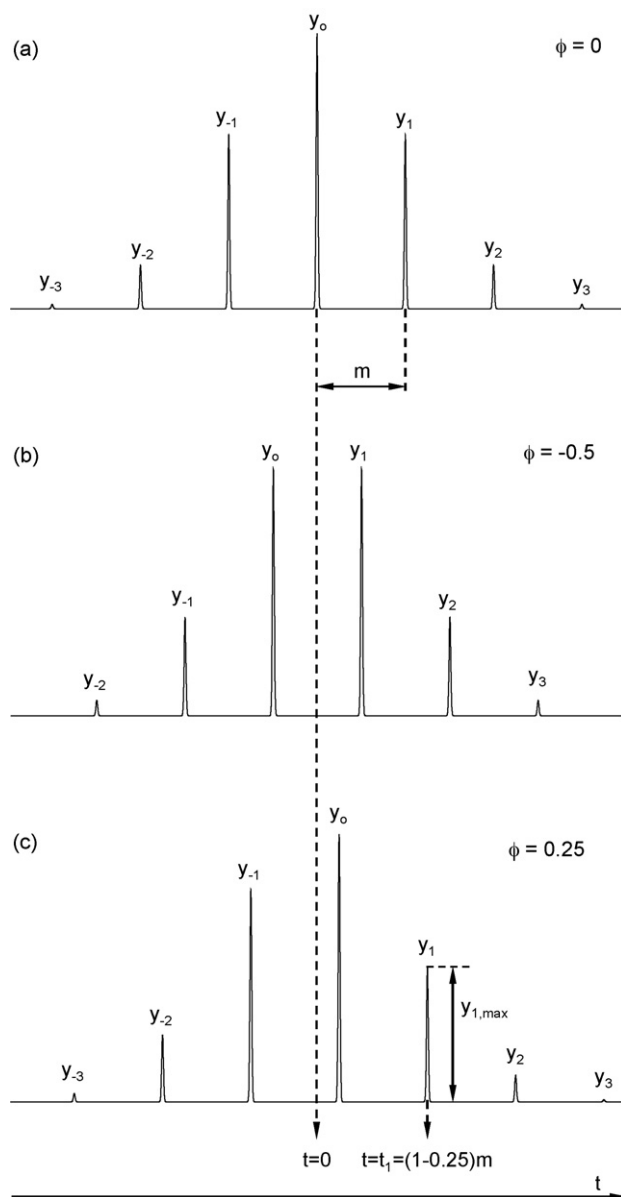 y₀
(a)
ϕ = 0
y₋₁
y₁
y₋₂
y₂
y₋₃
y₃
m
(b)
y₀
y₁
ϕ = -0.5
y₋₁
y₂
y₋₂
y₃
y₀
(c)
ϕ = 0.25
y₋₁
y₁
y₁,max
y₋₂
y₂
y₋₃
y₃
t=0
t=t₁=(1-0.25)m
t